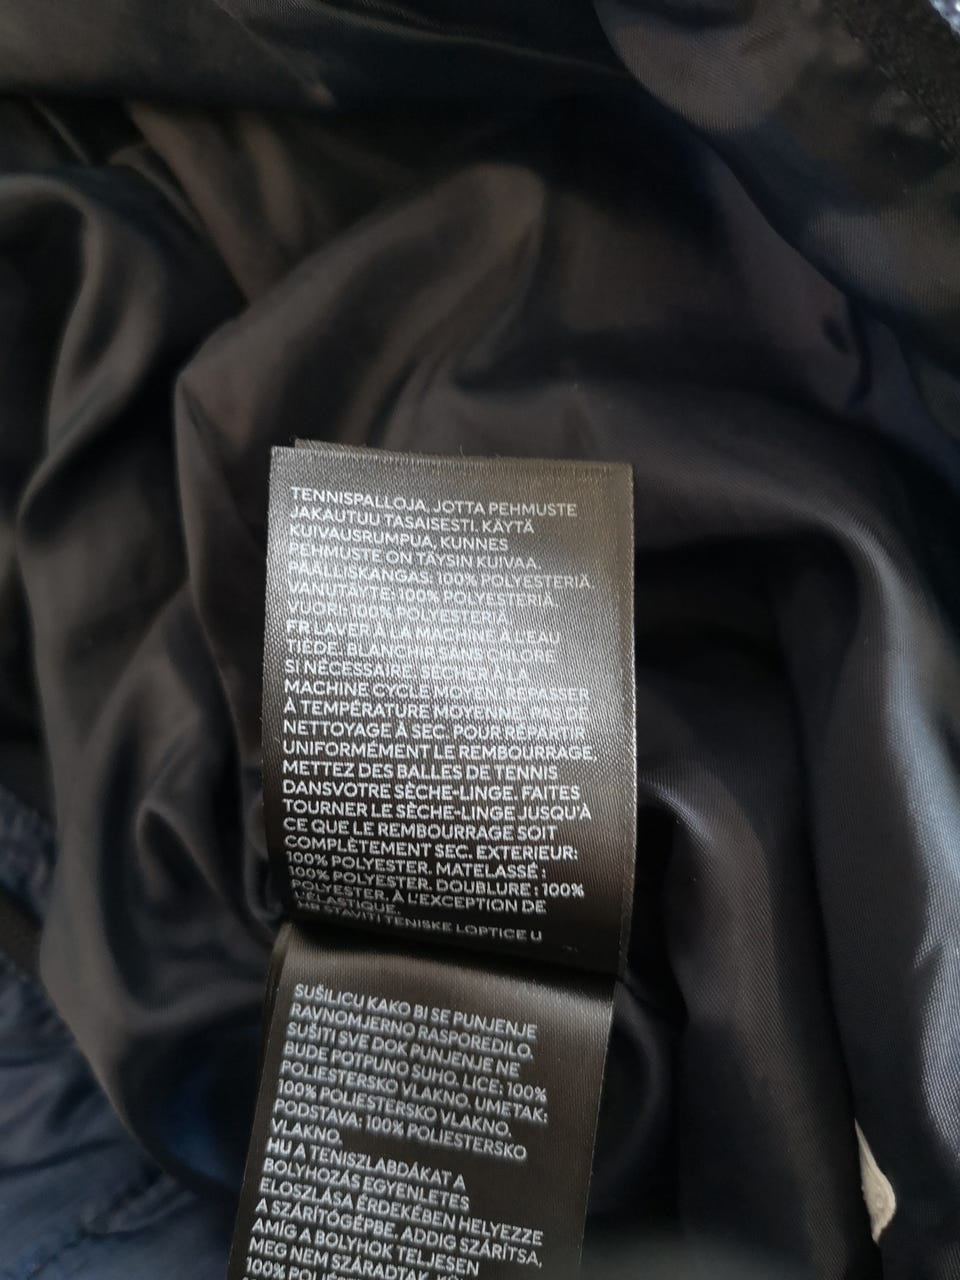 TENNISPALLOJA, JOTTA PEHMUSTE
JAKAUTUU TASAISESTI. KÄYTÄ
KUIVAUSRUMPUA, KUNNES
PEHMUSTE ON TÄYSIN KUIVAA.
PÄÄLLISKANGAS: 100% POLYESTERIÄ.
VANUTÄYTE: 100% POLYESTERIÄ.
VUORI: 100% POLYESTERIÄ
FR LAVER À LA MACHINE À L'EAU
TIÈDE. BLANCHIR SANS CHLORE
SI NÉCESSAIRE. SÉCHER À LA
MACHINE CYCLE MOYEN. REPASSER
À TEMPÉRATURE MOYENNE. PAS DE
NETTOYAGE À SEC. POUR RÉPARTIR
UNIFORMÉMENT LE REMBOURRAGE,
METTEZ DES BALLES DE TENNIS
DANSVOTRE SÈCHE-LINGE. FAITES
TOURNER LE SÈCHE-LINGE JUSQU'À
CE QUE LE REMBOURRAGE SOIT
COMPLÈTEMENT SEC. EXTERIEUR:
100% POLYESTER. MATELASSÉ :
100% POLYESTER. DOUBLURE : 100%
POLYESTER. À L'EXCEPTION DE
L'ÉLASTIQUE.
HR STAVITI TENISKE LOPTICE U
SUŠILICU KAKO BI SE PUNJENJE
RAVNOMJERNO RASPOREDILO.
SUŠITI SVE DOK PUNJENJE NE
BUDE POTPUNO SUHO. LICE: 100%
POLIESTERSKO VLAKNO. UMETAK:
100% POLIESTERSKO VLAKNO.
PODSTAVA: 100% POLIESTERSKO
VLAKNO.
HU A TENISZLABDÁKAT A
BOLYHOZÁS EGYENLETES
ELOSZLÁSA ÉRDEKÉBEN HELYEZZE
A SZÁRÍTÓGÉPBE. ADDIG SZÁRÍTSA,
AMÍG A BOLYHOK TELJESEN
MEG NEM SZÁRADTAK.
100%